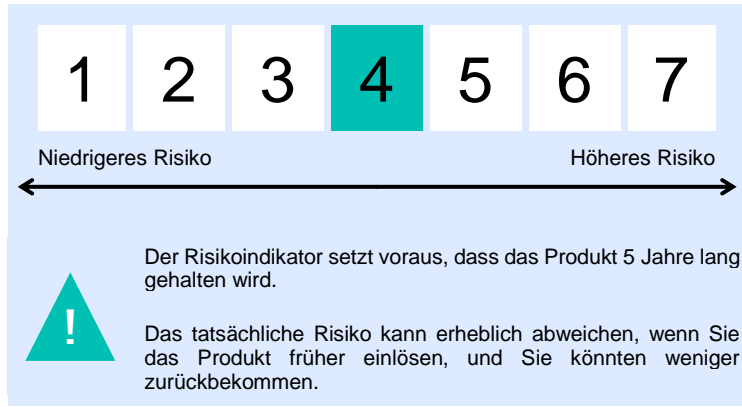 1 2 3 4 5 6 7
Niedrigeres Risiko Höheres Risiko
Der Risikoindikator setzt voraus, dass das Produkt 5 Jahre lang
gehalten wird.
!
Das tatsächliche Risiko kann erheblich abweichen, wenn Sie
das Produkt früher einlösen, und Sie könnten weniger
zurückbekommen.